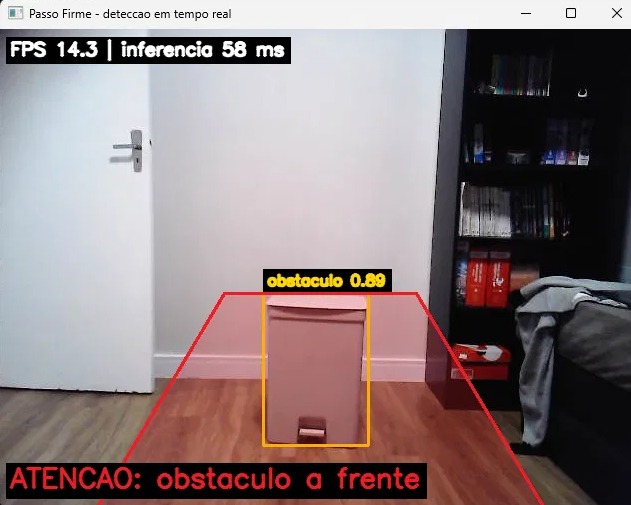 Passo Firme - deteccao em tempo real
FPS 14.3 | inferencia 58 ms
obstaculo 0.89
ATENCAO: obstaculo a frente